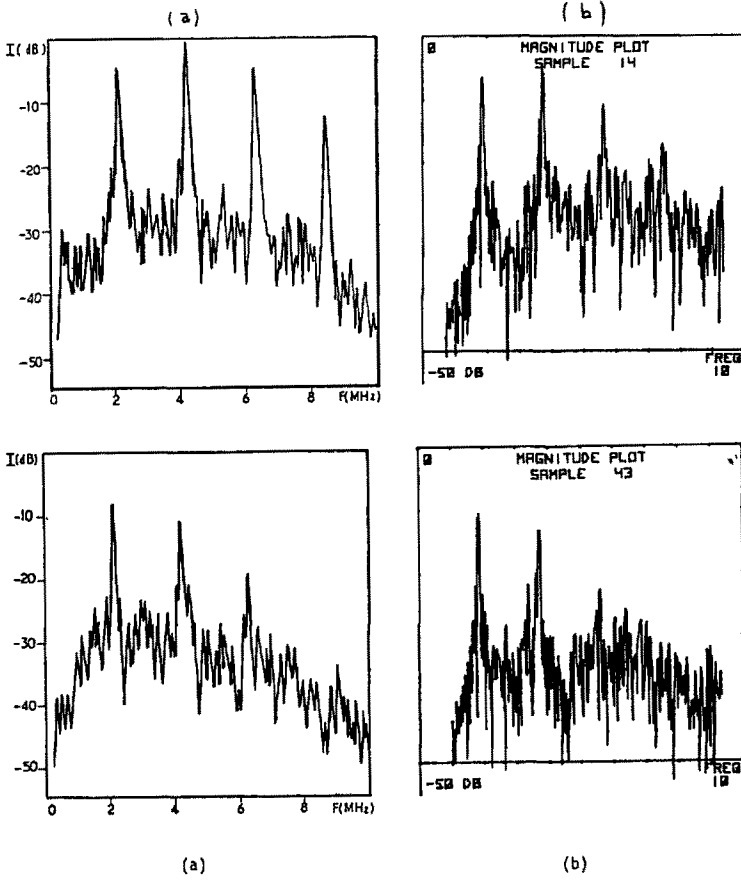 (a)
(b)
I(dB)
-10
-20
-30
-40
-50
0 2 4 6 8 F(MHz)
0 MAGNITUDE PLOT
SAMPLE 14
FREQ
-50 DB 10
I(dB)
-10
-20
-30
-40
-50
0 2 4 6 8 F(MHz)
0 MAGNITUDE PLOT
SAMPLE 43
FREQ
-50 DB 10
(a)
(b)